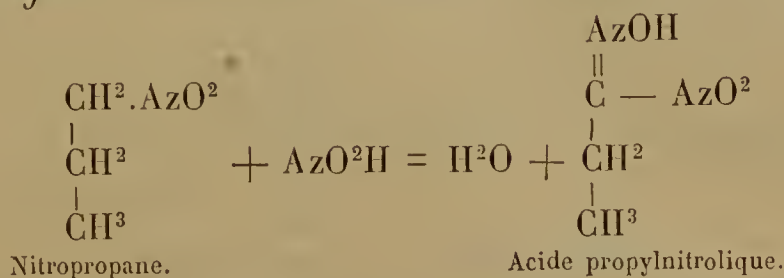 AzOH
||
CH².AzO² C — AzO²
| |
CH² + AzO²H = H²O + CH²
| |
CH³ CH³
Nitropropane. Acide propylnitrolique.